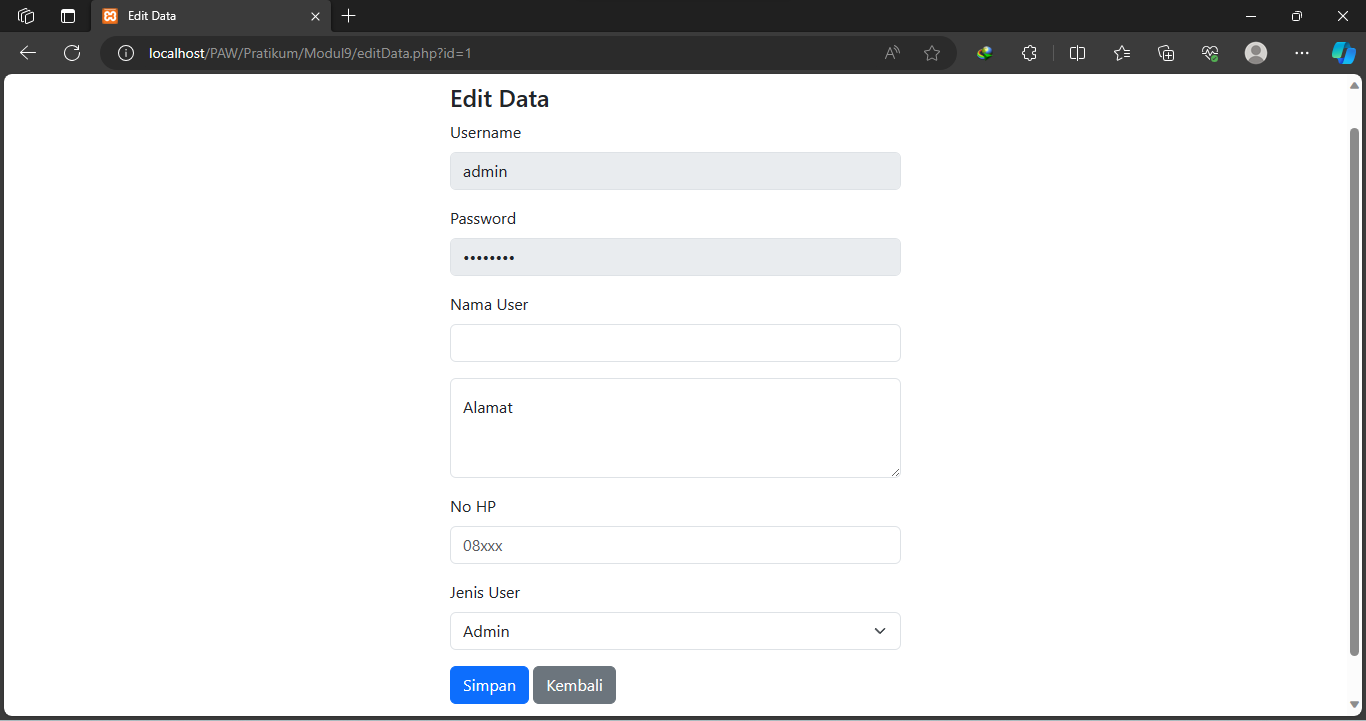 Edit Data
localhost/PAW/Pratikum/Modul9/editData.php?id=1
Edit Data
Username
admin
Password
••••••••
Nama User
Alamat
No HP
08xxx
Jenis User
Admin
Simpan Kembali